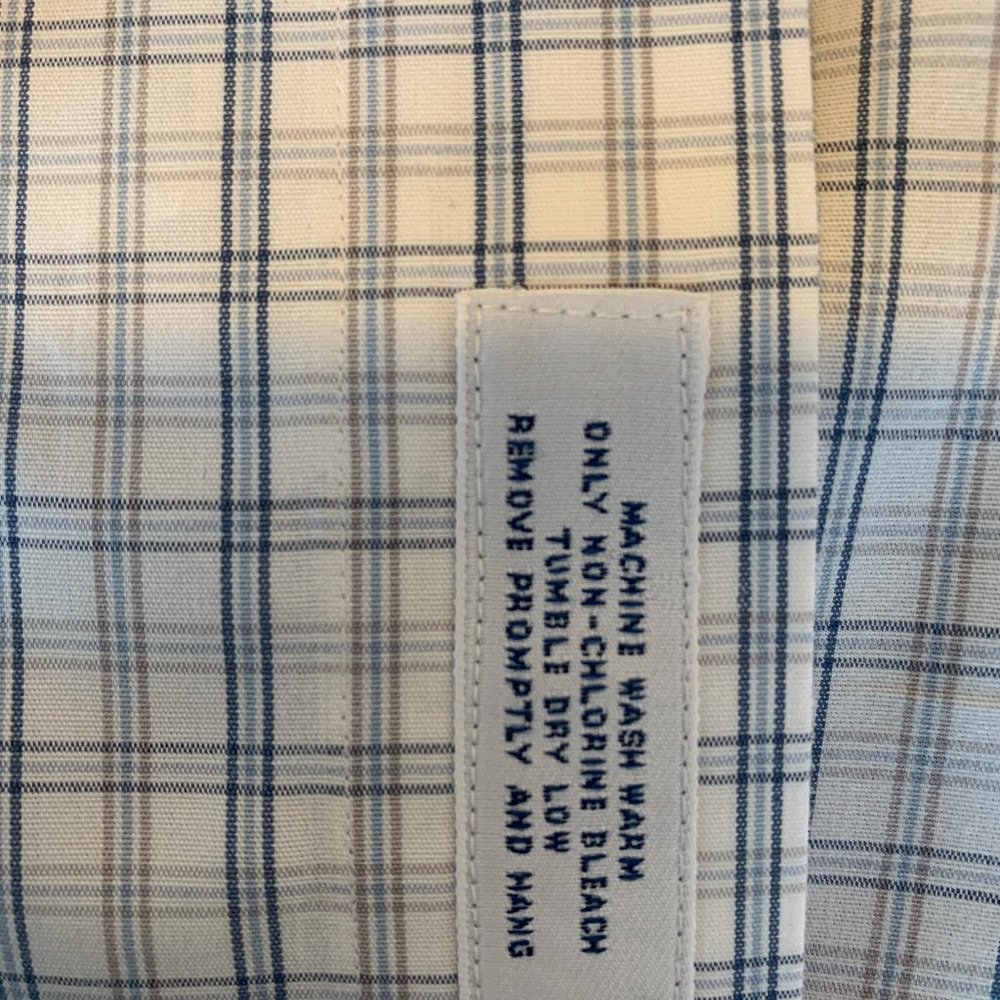 MACHINE WASH WARM
ONLY NON-CHLORINE BLEACH
TUMBLE DRY LOW
REMOVE PROMPTLY AND HANG